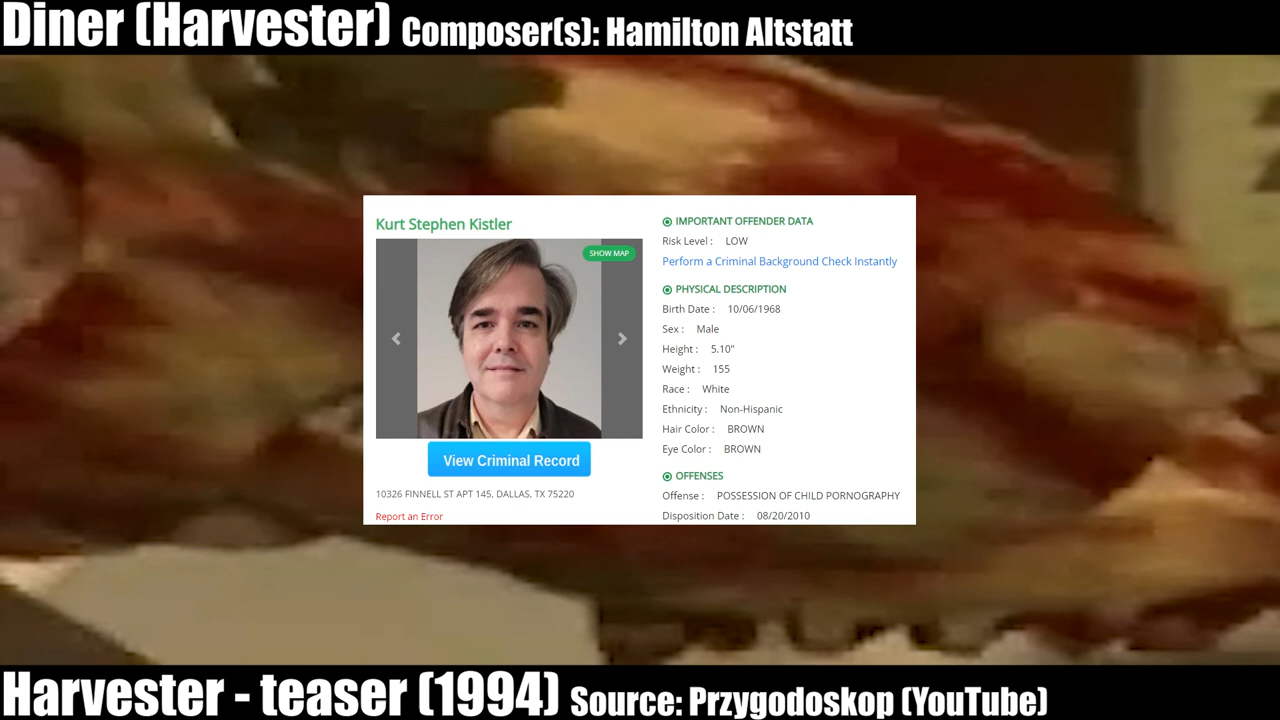 Diner (Harvester) Composer(s): Hamilton Altstatt
Kurt Stephen Kistler
SHOW MAP
View Criminal Record
10326 FINNELL ST APT 145, DALLAS, TX 75220
Report an Error
IMPORTANT OFFENDER DATA
Risk Level : LOW
Perform a Criminal Background Check Instantly
PHYSICAL DESCRIPTION
Birth Date : 10/06/1968
Sex : Male
Height : 5.10"
Weight : 155
Race : White
Ethnicity : Non-Hispanic
Hair Color : BROWN
Eye Color : BROWN
OFFENSES
Offense : POSSESSION OF CHILD PORNOGRAPHY
Disposition Date : 08/20/2010
Harvester - teaser (1994) Source: Przygodoskop (YouTube)